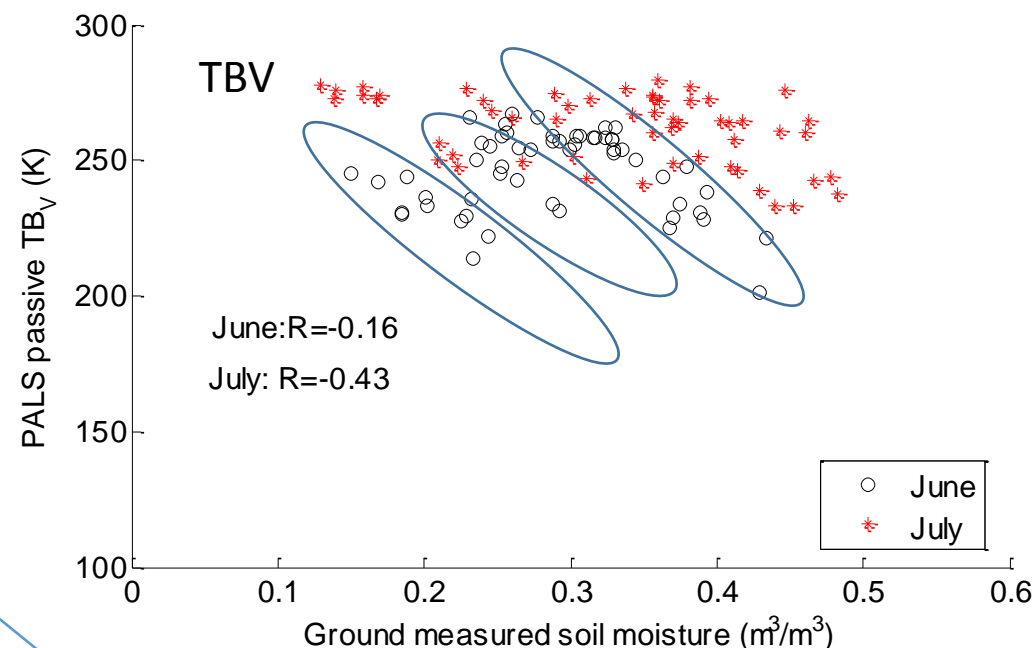 300
TBV
250
200
June:R=-0.16
July: R=-0.43
150
100
PALS passive TB_V (K)
June
July
0 0.1 0.2 0.3 0.4 0.5 0.6
Ground measured soil moisture (m³/m³)